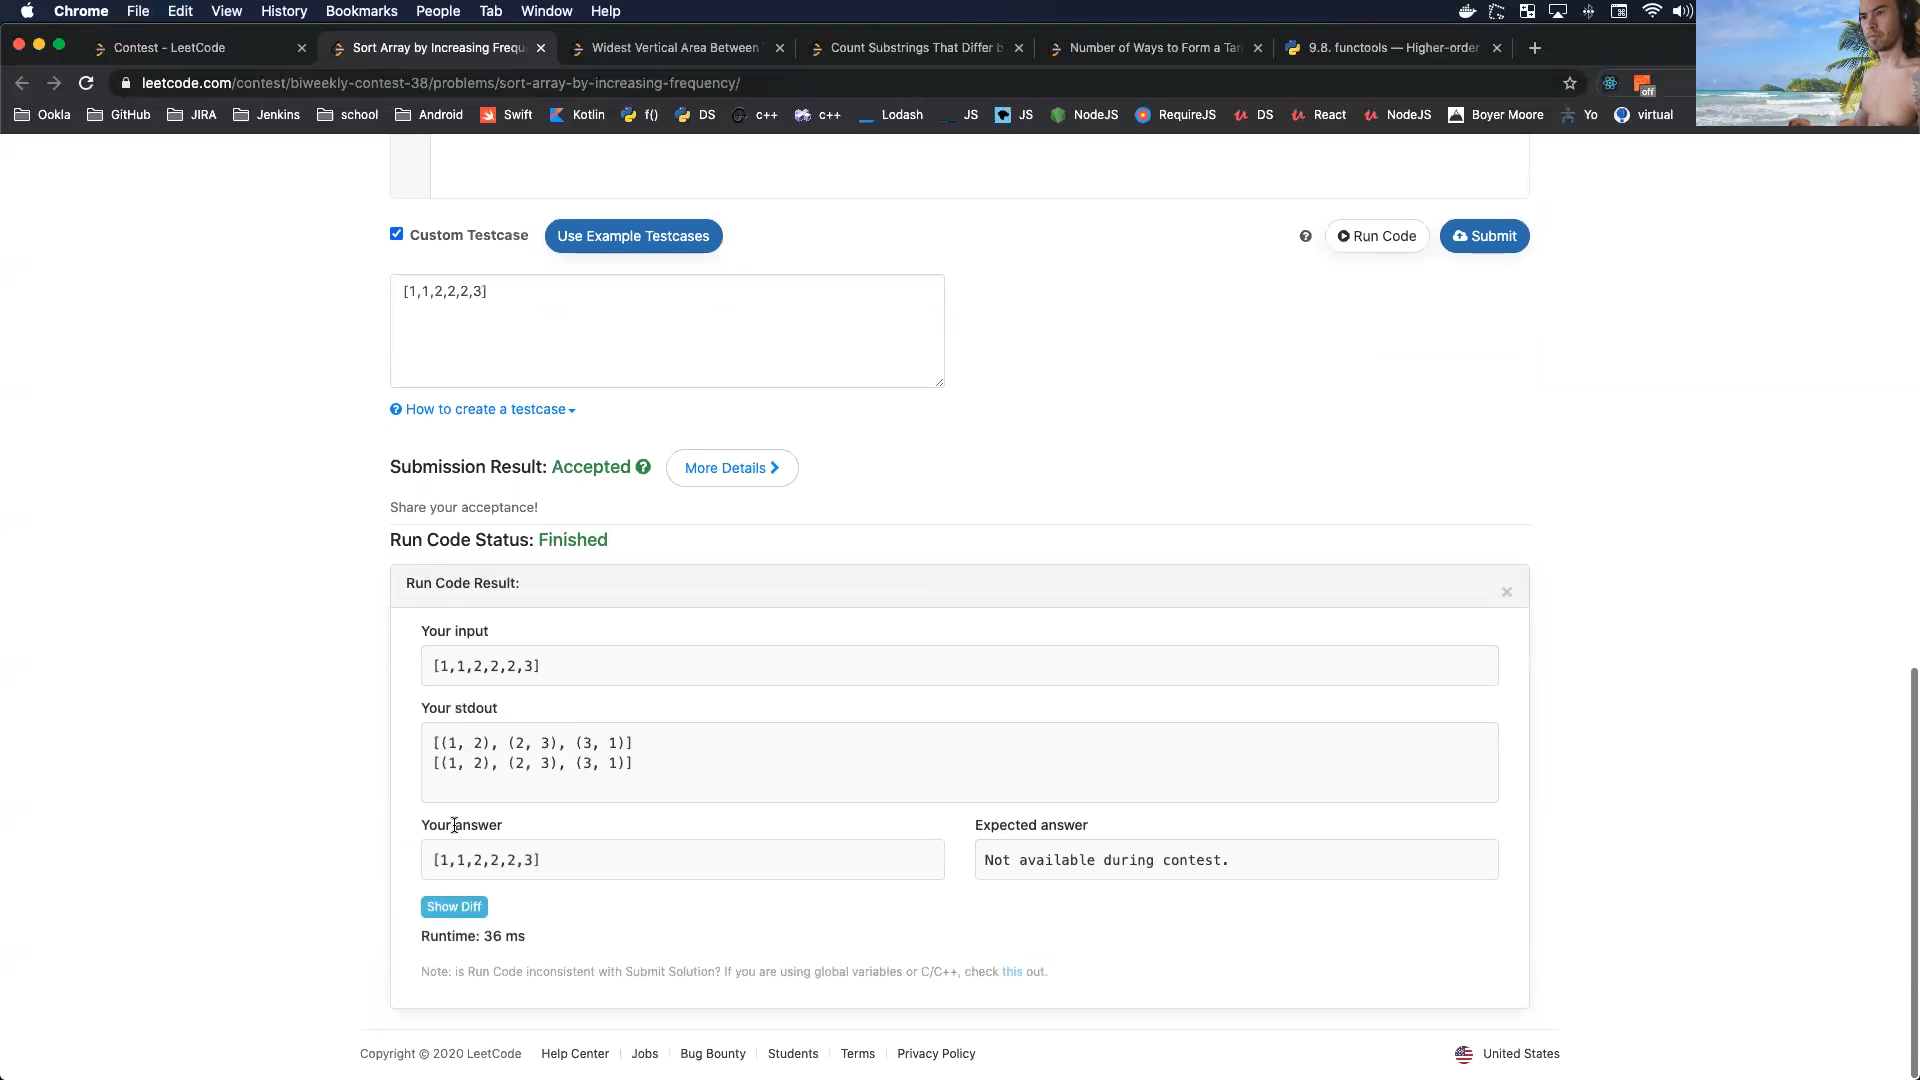 Chrome File Edit View History Bookmarks People Tab Window Help
Contest - LeetCode
Sort Array by Increasing Frequ
Widest Vertical Area Between
Count Substrings That Differ b
Number of Ways to Form a Tar
9.8. functools — Higher-order
leetcode.com/contest/biweekly-contest-38/problems/sort-array-by-increasing-frequency/
off
Ookla GitHub JIRA Jenkins school Android Swift Kotlin f() DS c++ c++ Lodash JS JS NodeJS RequireJS DS React NodeJS Boyer Moore Yo virtual
Custom Testcase
Use Example Testcases
Run Code
Submit
[1,1,2,2,2,3]
How to create a testcase
Submission Result: Accepted
More Details
Share your acceptance!
Run Code Status: Finished
Run Code Result:
Your input
[1,1,2,2,2,3]
Your stdout
[(1, 2), (2, 3), (3, 1)]
[(1, 2), (2, 3), (3, 1)]
Your answer
Expected answer
[1,1,2,2,2,3]
Not available during contest.
Show Diff
Runtime: 36 ms
Note: is Run Code inconsistent with Submit Solution? If you are using global variables or C/C++, check this out.
Copyright © 2020 LeetCode Help Center Jobs Bug Bounty Students Terms Privacy Policy United States